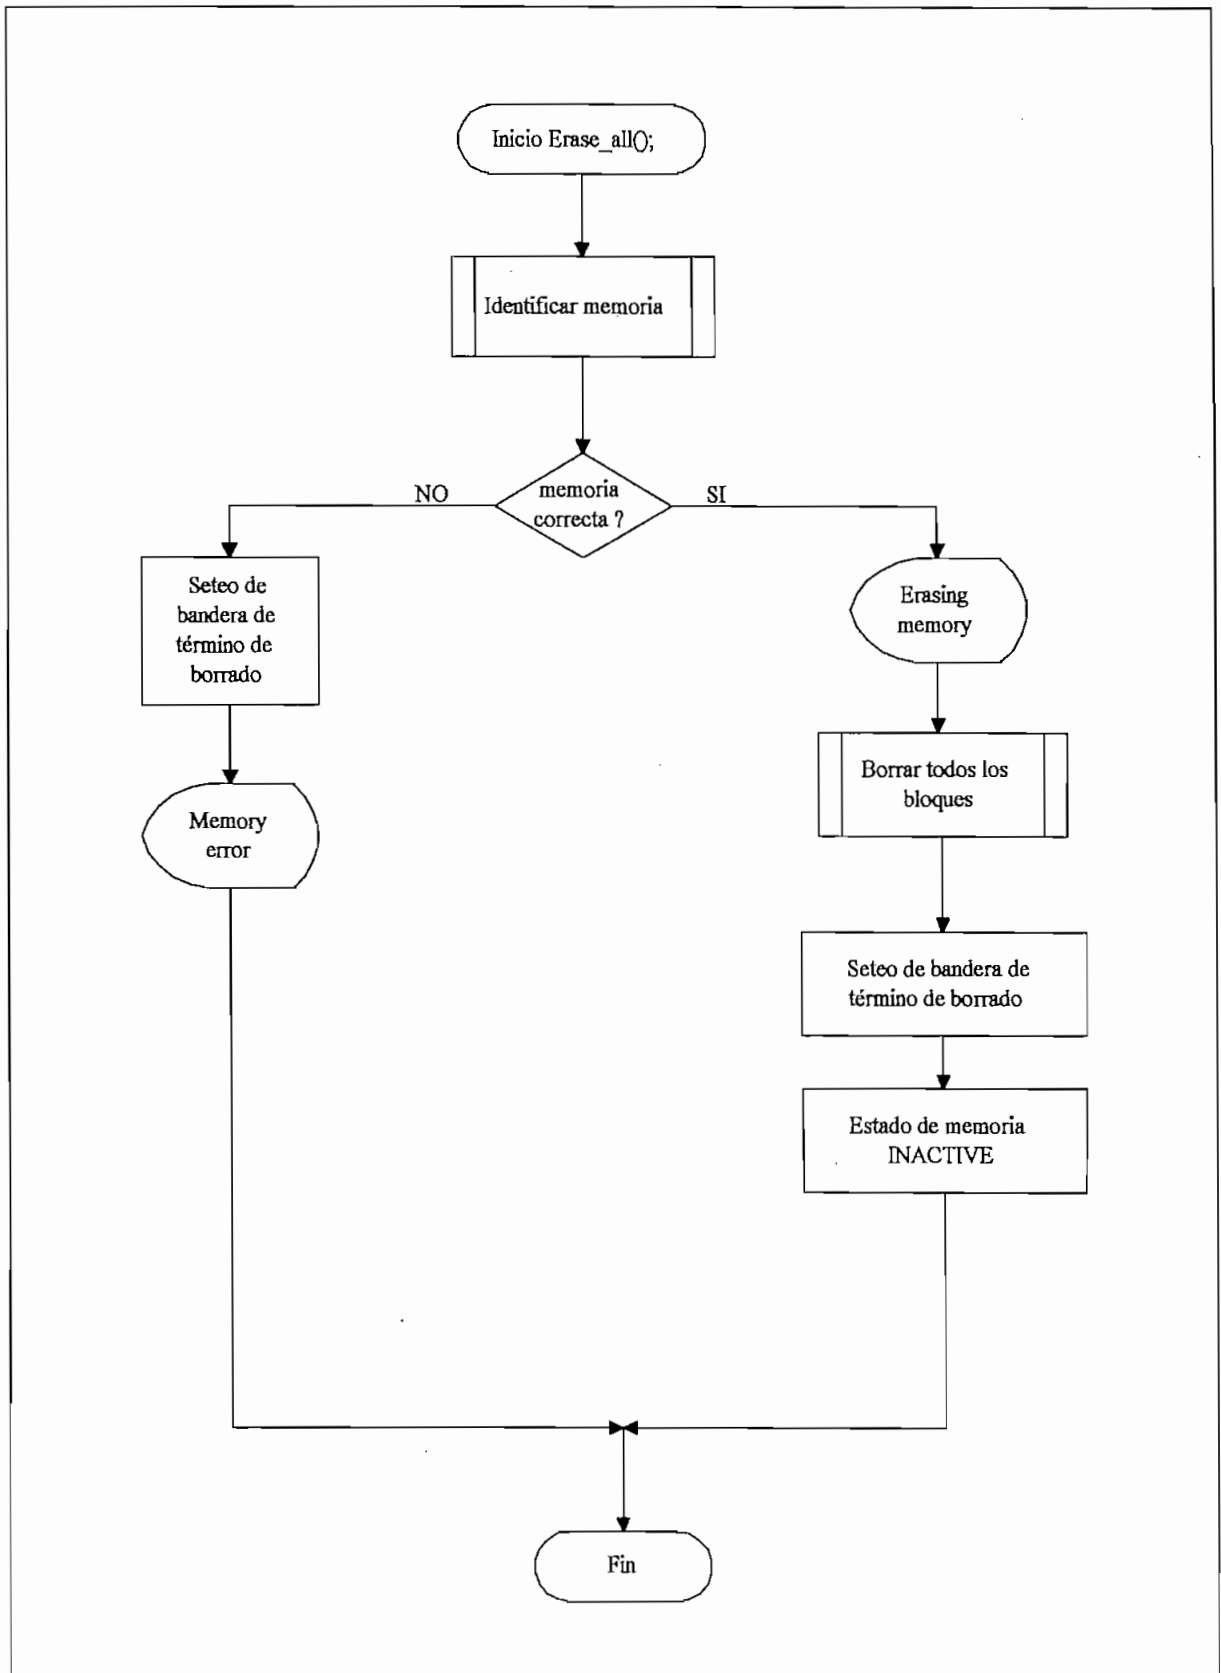 Inicio Erase_all();
Identificar memoria
memoria
correcta ?
NO
SI
Seteo de
bandera de
término de
borrado
Memory
error
Erasing
memory
Borrar todos los
bloques
Seteo de bandera de
término de borrado
Estado de memoria
INACTIVE
Fin